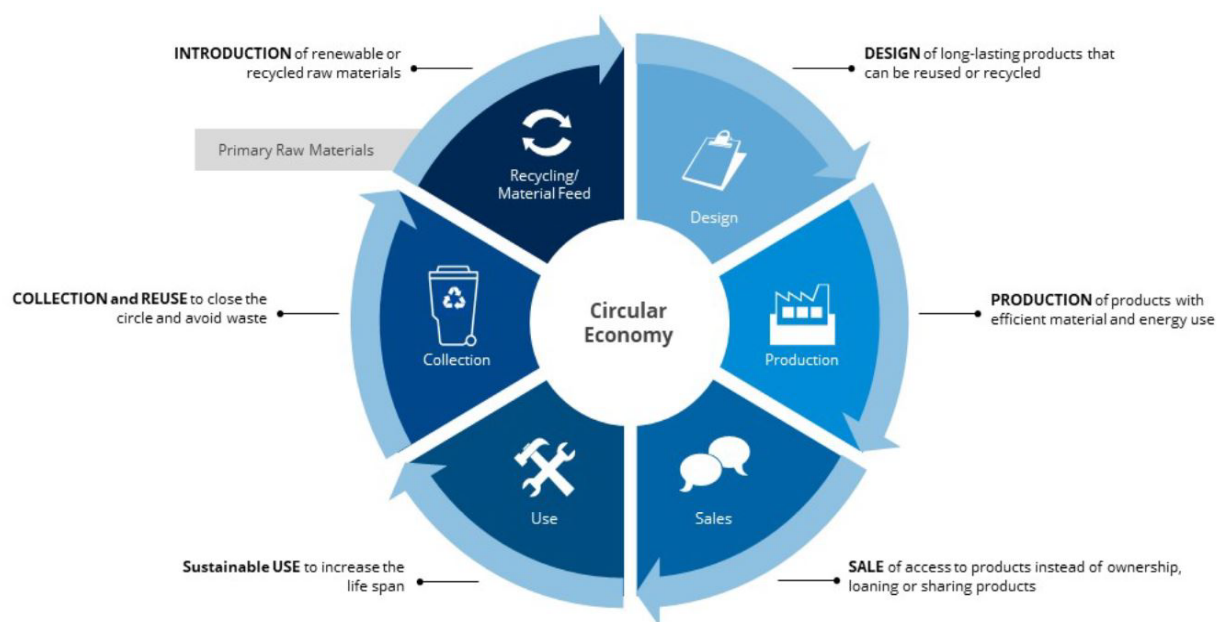 INTRODUCTION of renewable or
recycled raw materials
DESIGN of long-lasting products that
can be reused or recycled
Primary Raw Materials
Recycling/
Material Feed
Design
COLLECTION and REUSE to close the
circle and avoid waste
Collection
Circular
Economy
Production
PRODUCTION of products with
efficient material and energy use
Use
Sales
Sustainable USE to increase the
life span
SALE of access to products instead of ownership,
loaning or sharing products